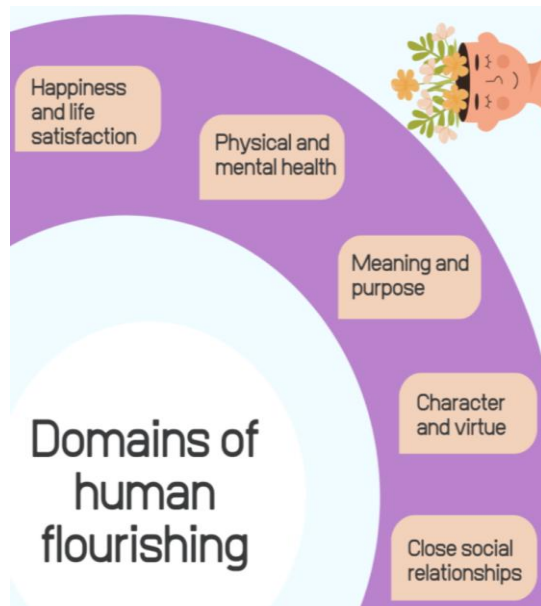 Happiness
and life
satisfaction
Physical and
mental health
Meaning and
purpose
Character
and virtue
Close social
relationships
Domains of
human
flourishing